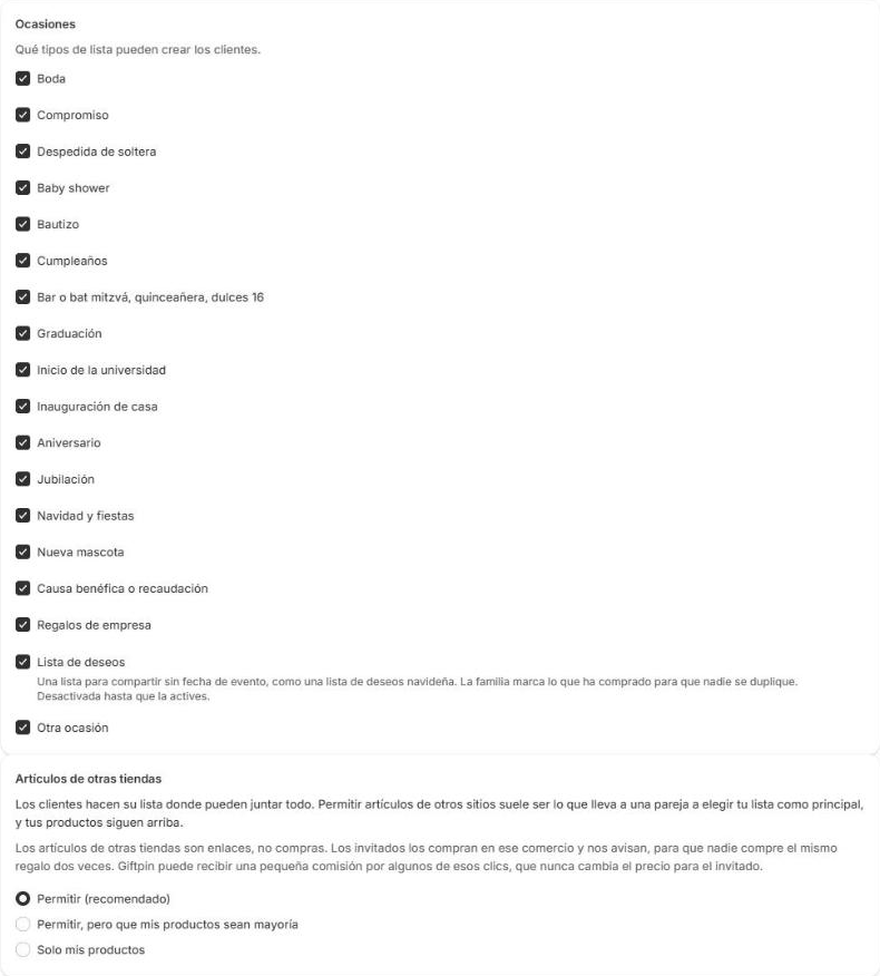 Ocasiones
Qué tipos de lista pueden crear los clientes.
Boda
Compromiso
Despedida de soltera
Baby shower
Bautizo
Cumpleaños
Bar o bat mitzvá, quinceañera, dulces 16
Graduación
Inicio de la universidad
Inauguración de casa
Aniversario
Jubilación
Navidad y fiestas
Nueva mascota
Causa benéfica o recaudación
Regalos de empresa
Lista de deseos
Una lista para compartir sin fecha de evento, como una lista de deseos navideña. La familia marca lo que ha comprado para que nadie se duplique.
Desactivada hasta que la actives.
Otra ocasión
Artículos de otras tiendas
Los clientes hacen su lista donde pueden juntar todo. Permitir artículos de otros sitios suele ser lo que lleva a una pareja a elegir tu lista como principal,
y tus productos siguen arriba.
Los artículos de otras tiendas son enlaces, no compras. Los invitados los compran en ese comercio y nos avisan, para que nadie compre el mismo
regalo dos veces. Giftpin puede recibir una pequeña comisión por algunos de esos clics, que nunca cambia el precio para el invitado.
Permitir (recomendado)
Permitir, pero que mis productos sean mayoría
Solo mis productos